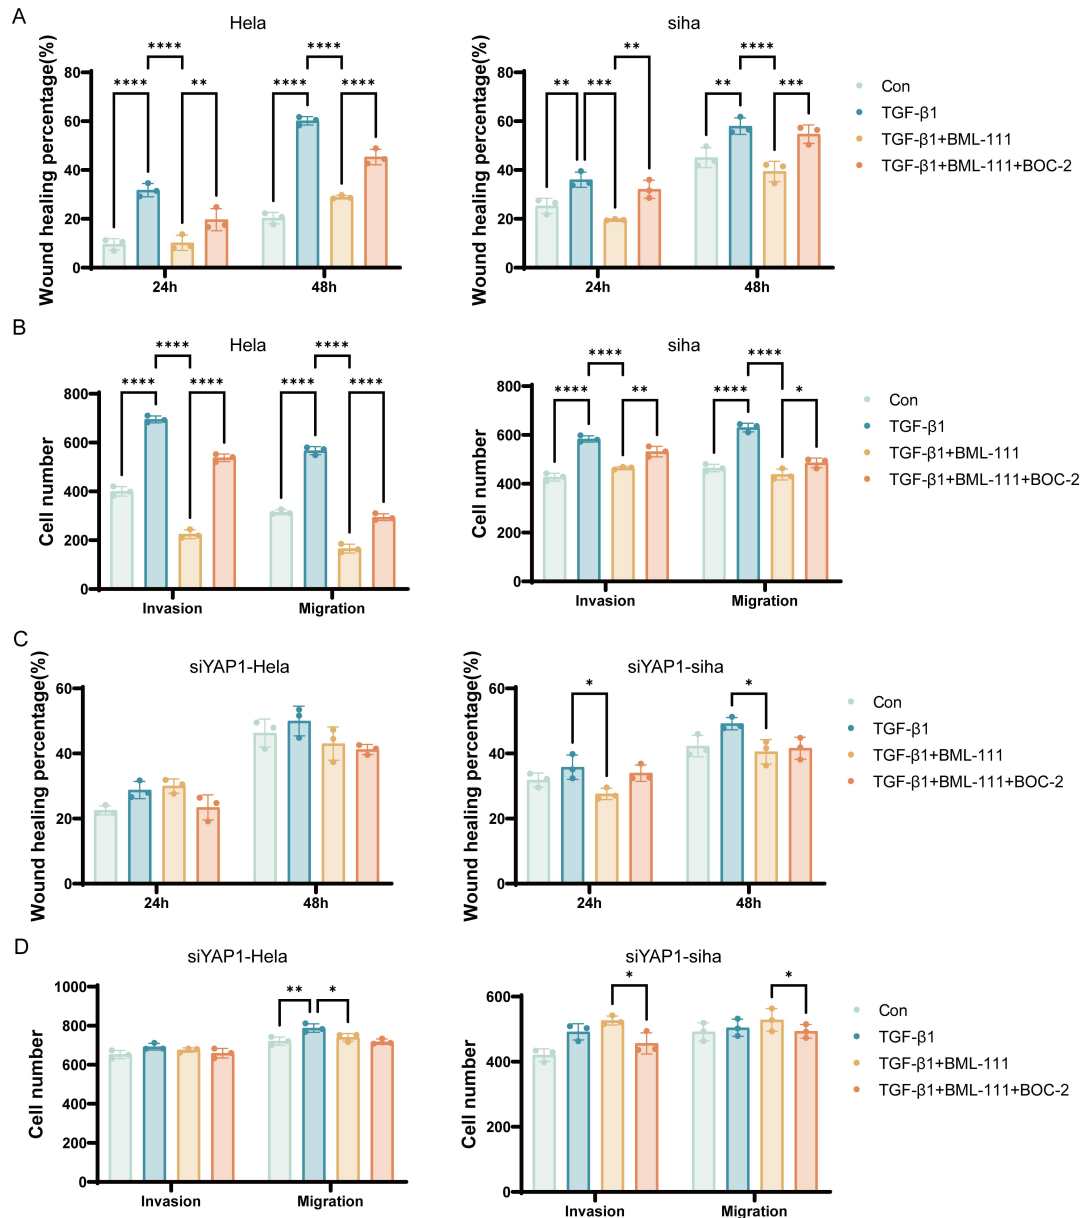 A
Hela
siha
Wound healing percentage(%)
80
60
40
20
0
**** **** **** ** **** **** ****
24h 48h
Wound healing percentage(%)
80
60
40
20
0
** *** ** ** **** ***
24h 48h
Con
TGF-β1
TGF-β1+BML-111
TGF-β1+BML-111+BOC-2
B
Hela
siha
Cell number
800
600
400
200
0
**** **** **** **** **** ****
Invasion Migration
Cell number
800
600
400
200
0
**** **** ** **** **** *
Invasion Migration
Con
TGF-β1
TGF-β1+BML-111
TGF-β1+BML-111+BOC-2
C
siYAP1-Hela
siYAP1-siha
Wound healing percentage(%)
60
40
20
0
24h 48h
Wound healing percentage(%)
60
40
20
0
* *
24h 48h
Con
TGF-β1
TGF-β1+BML-111
TGF-β1+BML-111+BOC-2
D
siYAP1-Hela
siYAP1-siha
Cell number
1000
800
600
400
200
0
** *
Invasion Migration
Cell number
600
400
200
0
* *
Invasion Migration
Con
TGF-β1
TGF-β1+BML-111
TGF-β1+BML-111+BOC-2